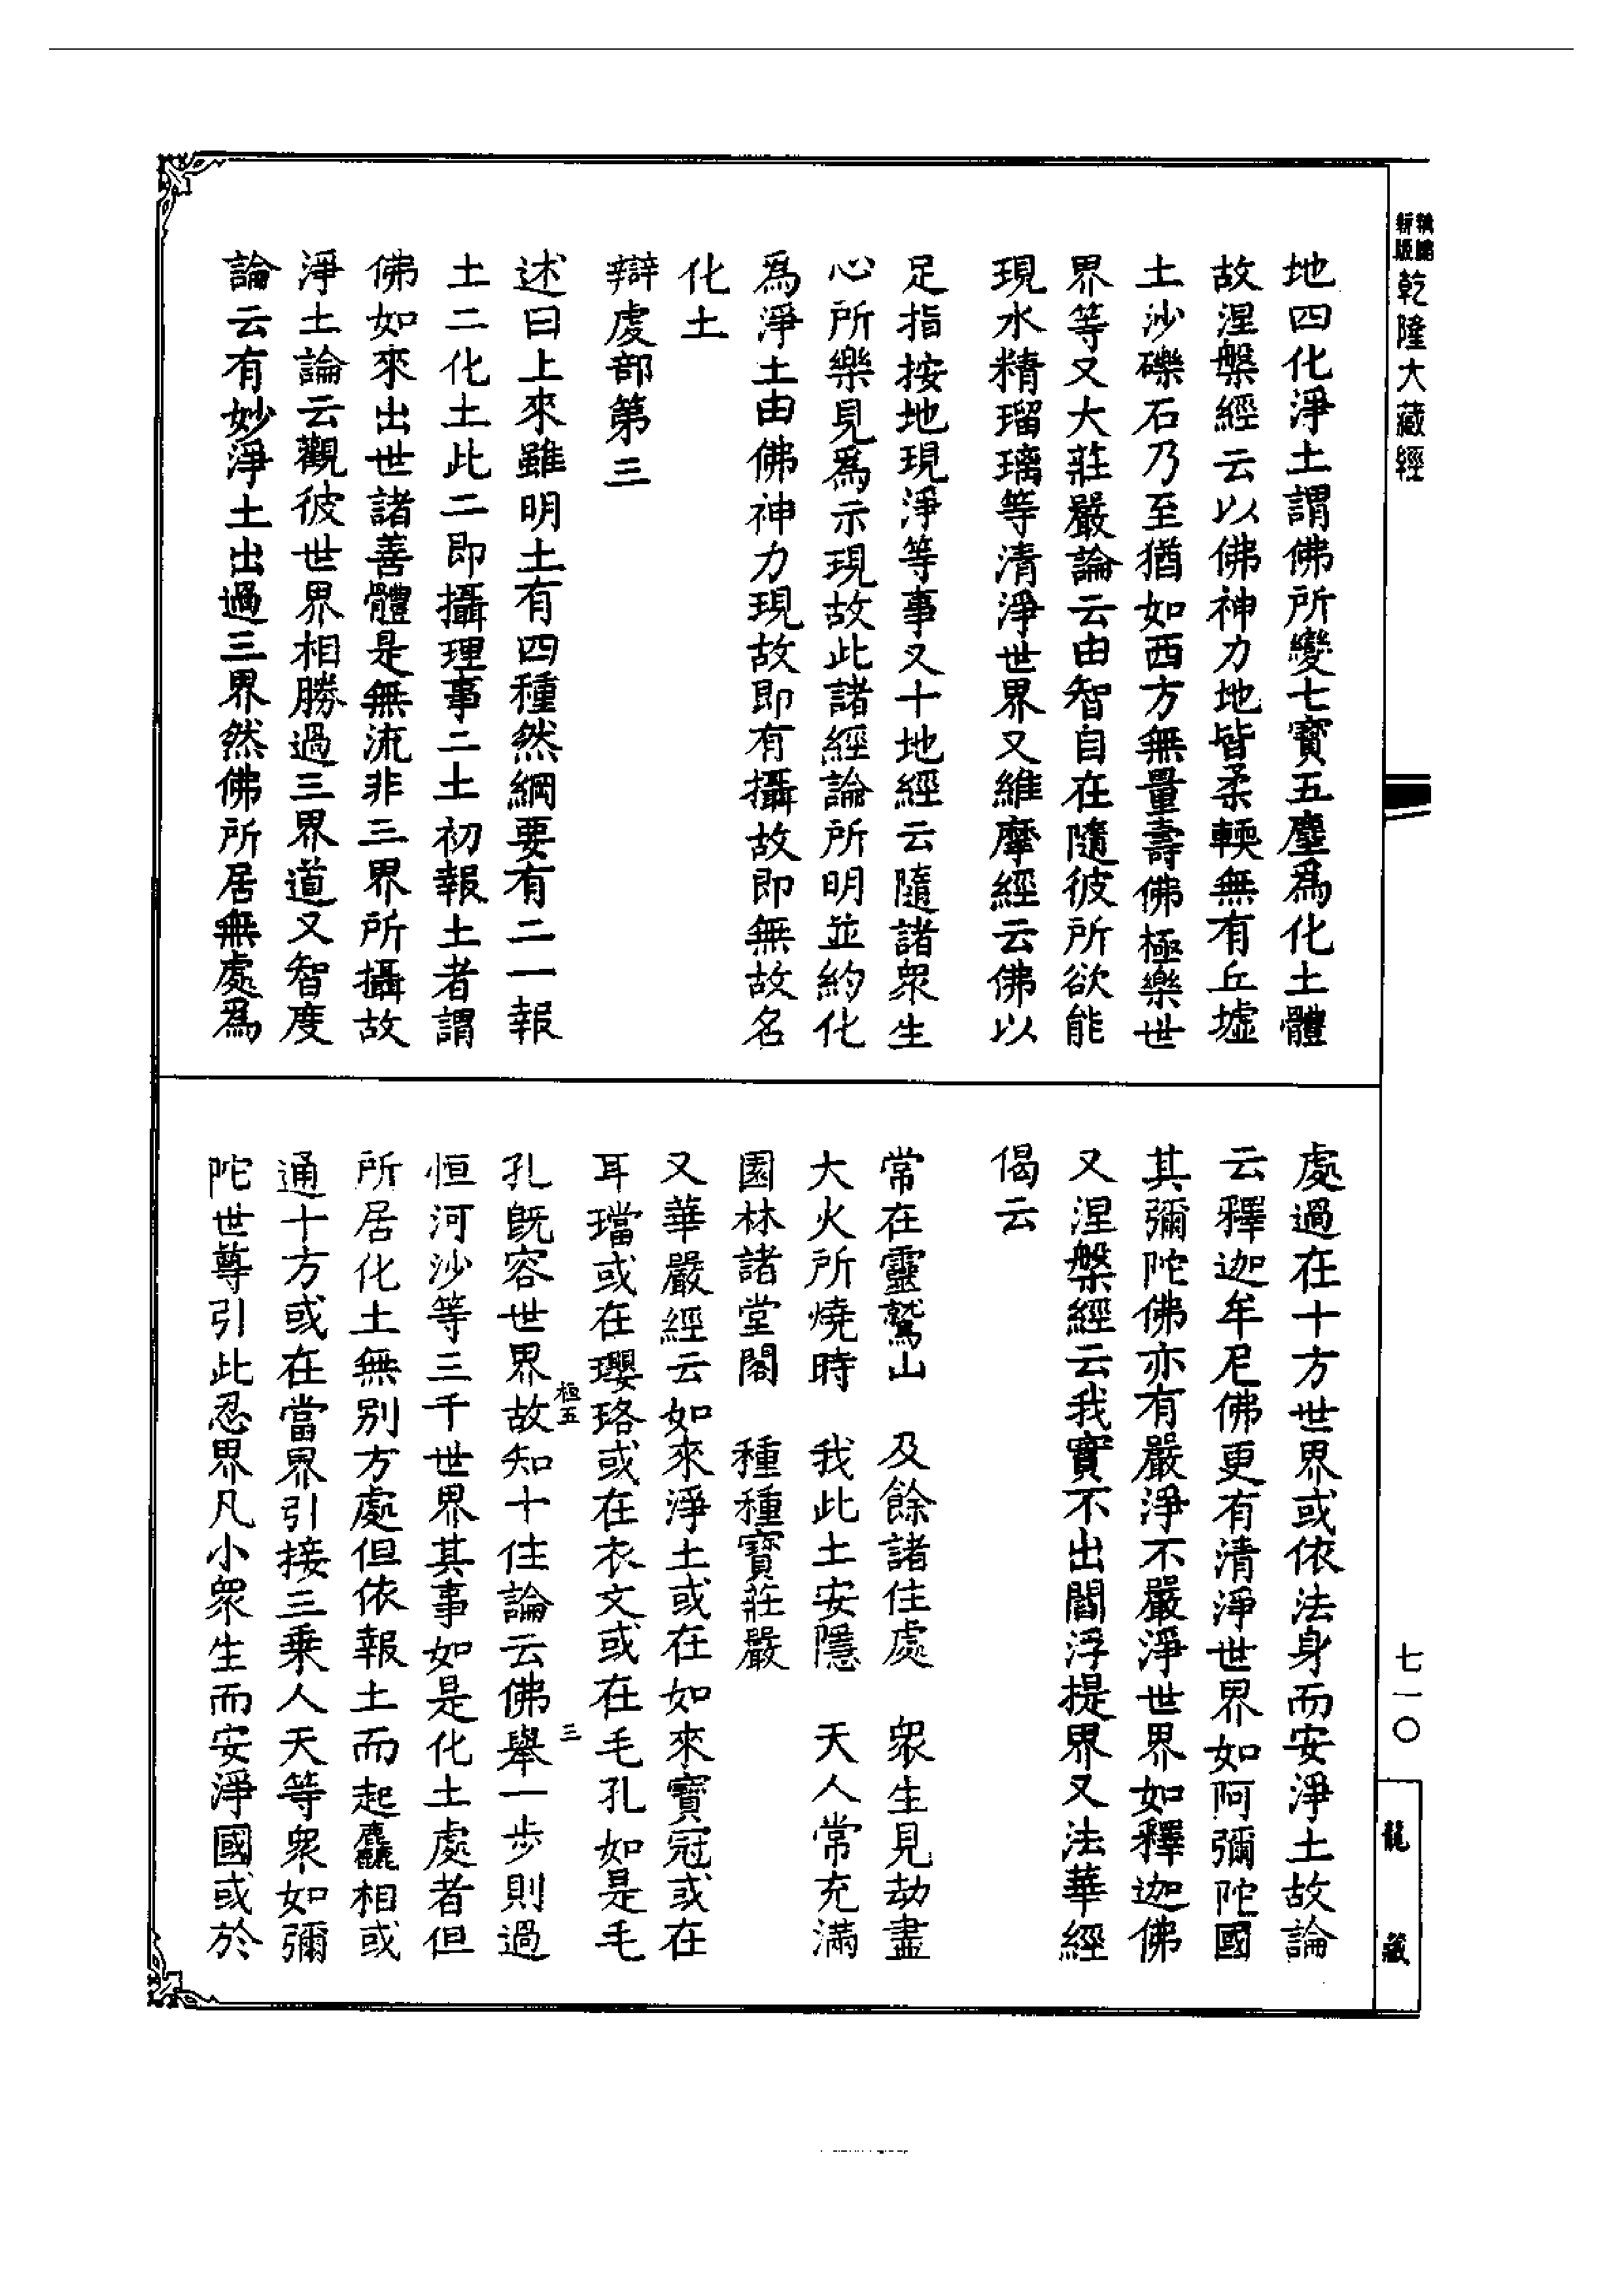 新版
乾隆大藏經
地四化淨土謂佛所變七寶五塵為化土體
故涅槃經云以佛神力地皆柔輭無有丘墟
土沙礫石乃至猶如西方無量壽佛極樂世
界等又大莊嚴論云由智自在隨彼所欲能
現水精瑠璃等清淨世界又維摩經云佛以
足指按地現淨等事又十地經云隨諸衆生
心所樂見為示現故此諸經論所明並約化
為淨土由佛神力現故即有攝故即無故名
化土
辯處部第三
述曰上來雖明土有四種然綱要有二一報
土二化土此二即攝理事二土初報土者謂
佛如來出世諸善體是無流非三界所攝故
淨土論云觀彼世界相勝過三界道又智度
論云有妙淨土出過三界然佛所居無處為
處過在十方世界或依法身而安淨土故論
云釋迦牟尼佛更有清淨世界如阿彌陀國
其彌陀佛亦有嚴淨不嚴淨世界如釋迦佛
又涅槃經云我實不出閻浮提界又法華經
偈云
常在靈鷲山　及餘諸住處　衆生見劫盡
大火所燒時　我此土安隱　天人常充滿
園林諸堂閣　種種寶莊嚴
又華嚴經云如來淨土或在如來寶冠或在
耳璫或在瓔珞或在衣文或在毛孔如是毛
極五　三
孔既容世界故知十住論云佛舉一步則過
恒河沙等三千世界其事如是化土處者但
所居化土無別方處但依報土而起麤相或
通十方或在當界引接三乘人天等衆如彌
陀世尊引此忍界凡小衆生而安淨國或於
七一〇
龍藏